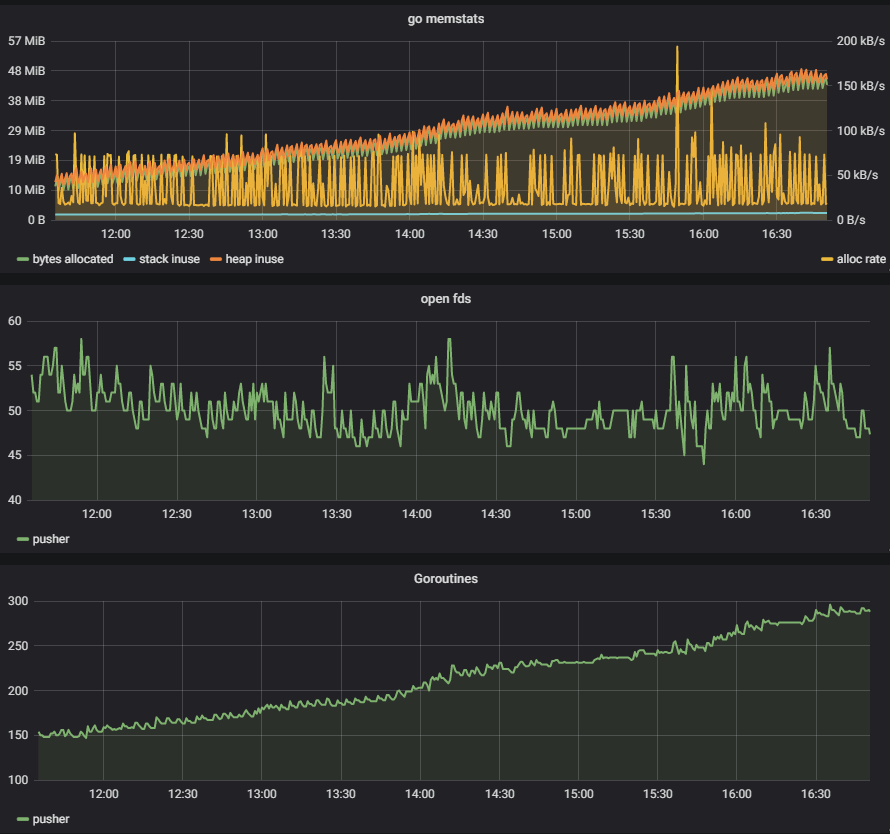 go memstats
57 MiB
48 MiB
38 MiB
29 MiB
19 MiB
10 MiB
0 B
200 kB/s
150 kB/s
100 kB/s
50 kB/s
0 B/s
12:00 12:30 13:00 13:30 14:00 14:30 15:00 15:30 16:00 16:30
bytes allocated stack inuse heap inuse alloc rate
open fds
60
55
50
45
40
12:00 12:30 13:00 13:30 14:00 14:30 15:00 15:30 16:00 16:30
pusher
Goroutines
300
250
200
150
100
12:00 12:30 13:00 13:30 14:00 14:30 15:00 15:30 16:00 16:30
pusher